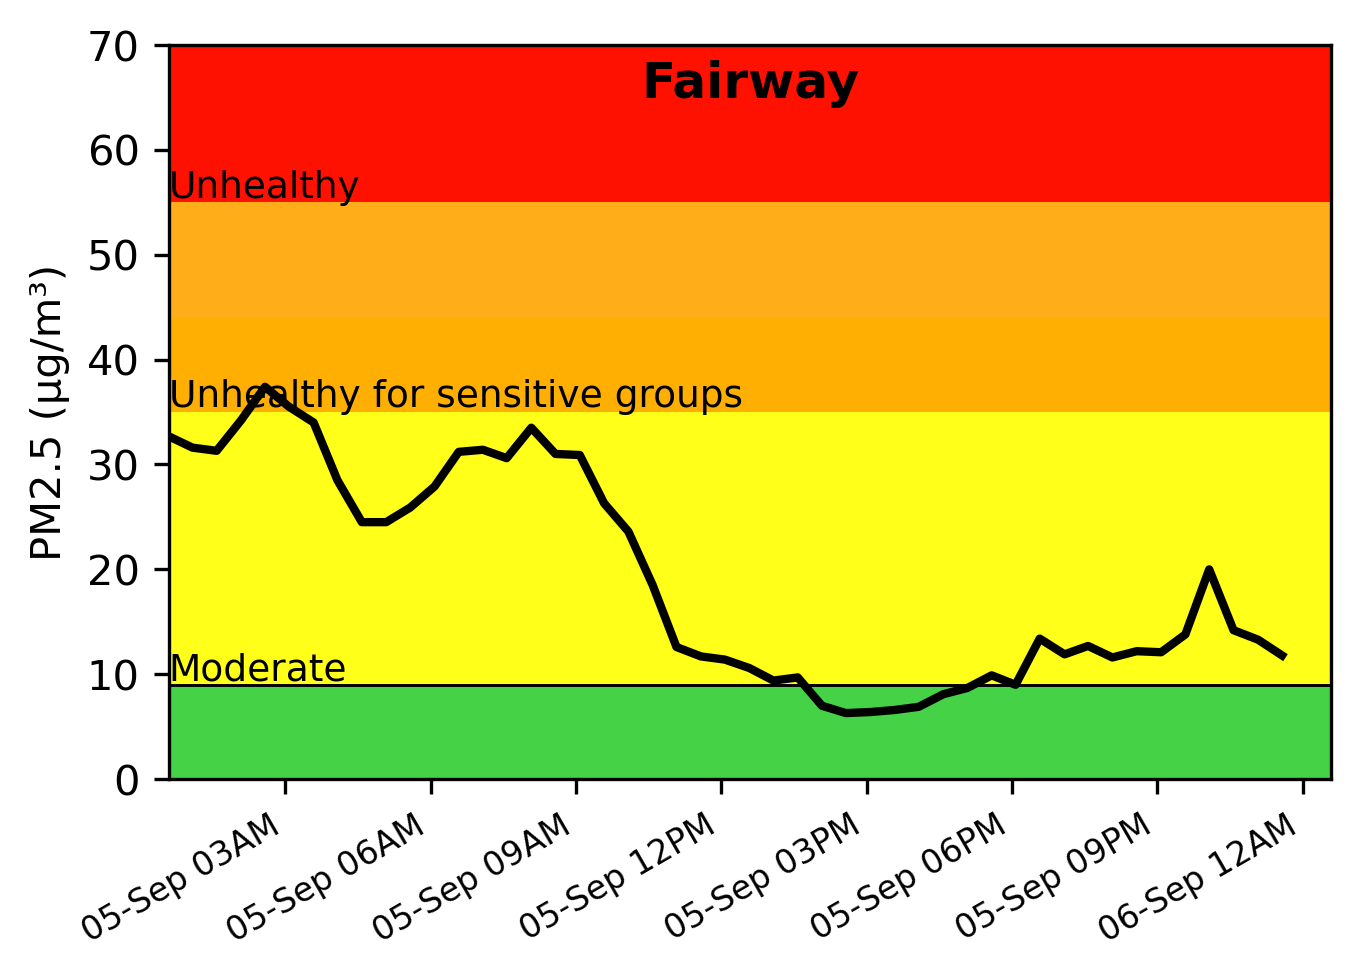 Fairway
70
60
50
40
30
20
10
0
PM2.5 (µg/m³)
Unhealthy
Unhealthy for sensitive groups
Moderate
05-Sep 03AM
05-Sep 06AM
05-Sep 09AM
05-Sep 12PM
05-Sep 03PM
05-Sep 06PM
05-Sep 09PM
06-Sep 12AM